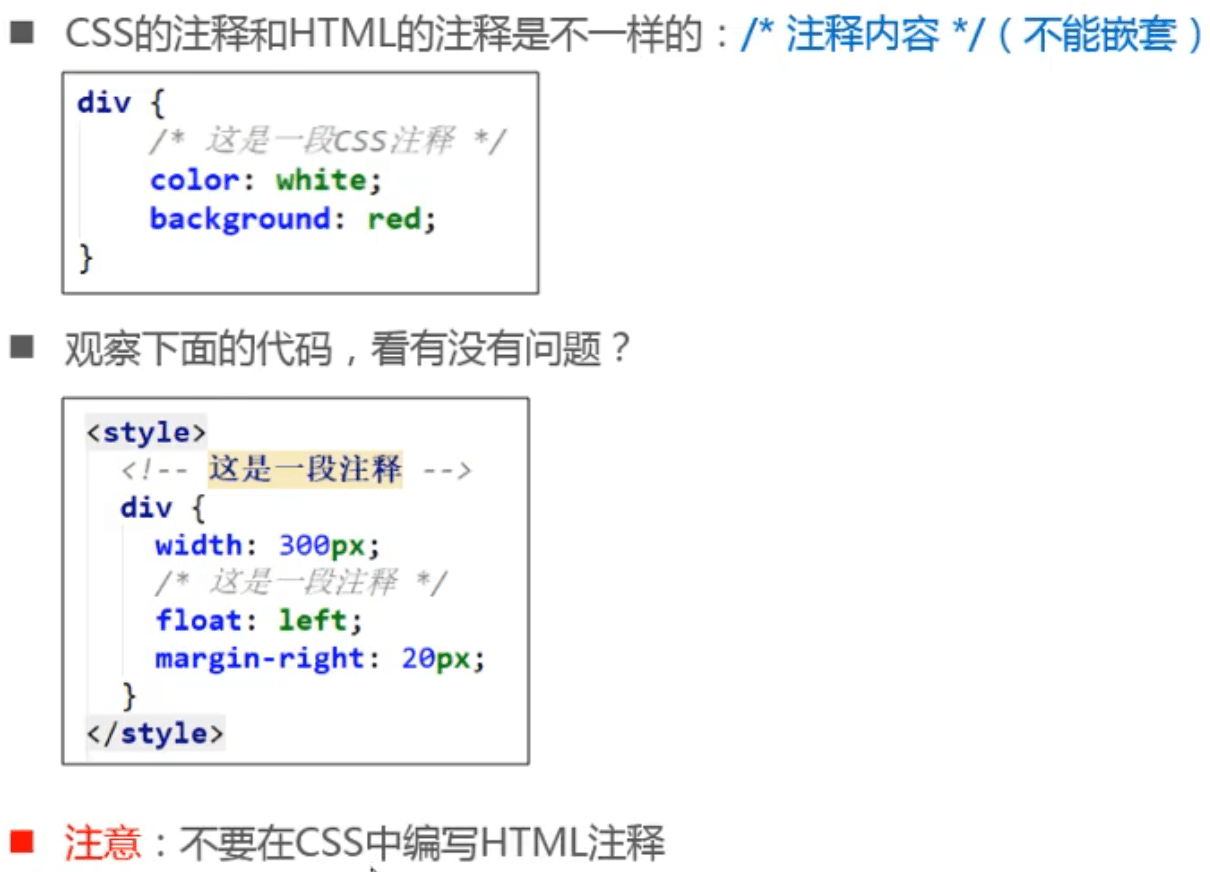 CSS的注释和HTML的注释是不一样的：/* 注释内容 */（不能嵌套）
div {
/* 这是一段CSS注释 */
color: white;
background: red;
}
观察下面的代码，看有没有问题？
<style>
<!-- 这是一段注释 -->
div {
width: 300px;
/* 这是一段注释 */
float: left;
margin-right: 20px;
}
</style>
注意：不要在CSS中编写HTML注释